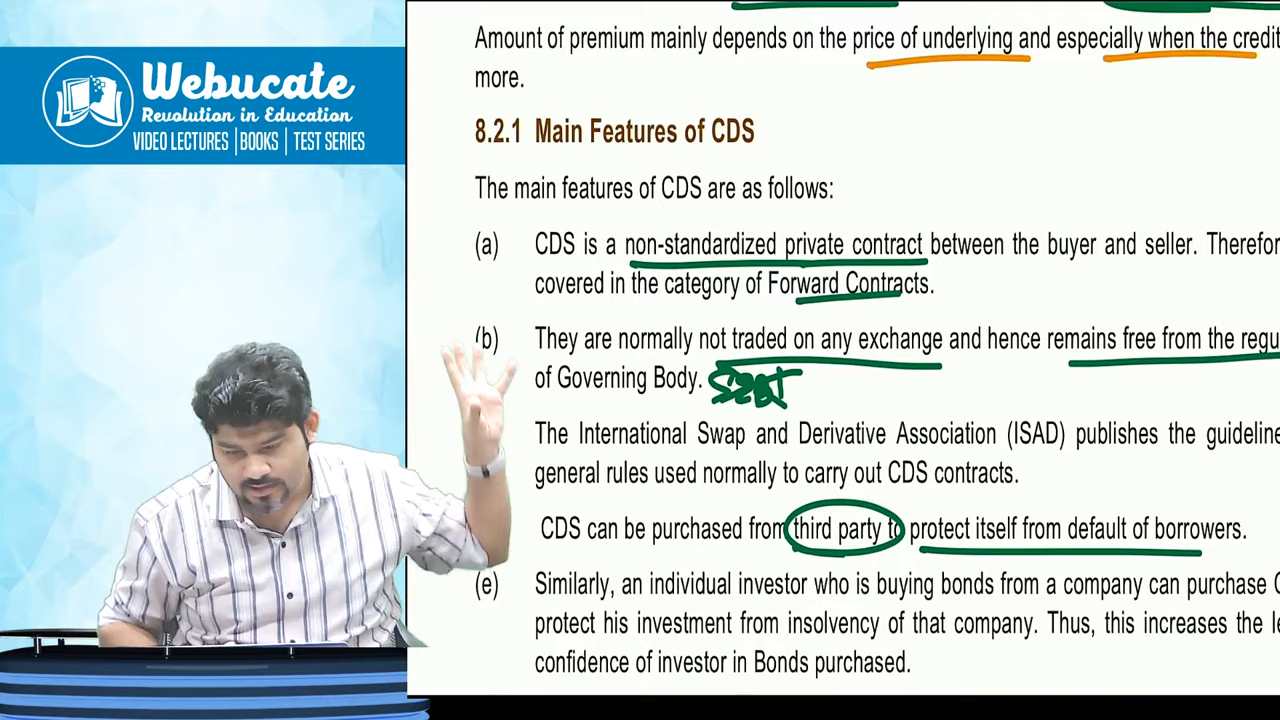 Webucate
Revolution in Education
VIDEO LECTURES | BOOKS | TEST SERIES
Amount of premium mainly depends on the price of underlying and especially when the credit
more.
8.2.1 Main Features of CDS
The main features of CDS are as follows:
(a) CDS is a non-standardized private contract between the buyer and seller. Therefor
covered in the category of Forward Contracts.
(b) They are normally not traded on any exchange and hence remains free from the regu
of Governing Body.
The International Swap and Derivative Association (ISAD) publishes the guideline
general rules used normally to carry out CDS contracts.
CDS can be purchased from third party to protect itself from default of borrowers.
(e) Similarly, an individual investor who is buying bonds from a company can purchase C
protect his investment from insolvency of that company. Thus, this increases the le
confidence of investor in Bonds purchased.